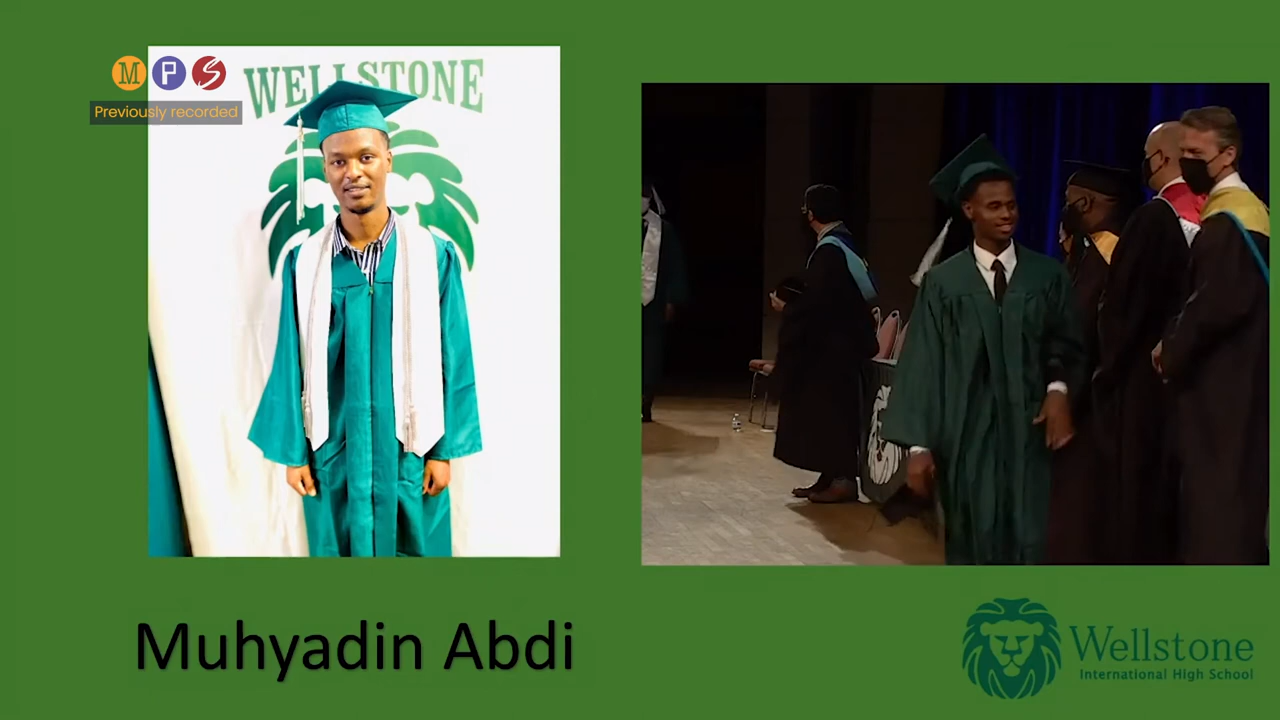 M P S
Previously recorded
WELLSTONE
Muhyadin Abdi
Wellstone
International High School